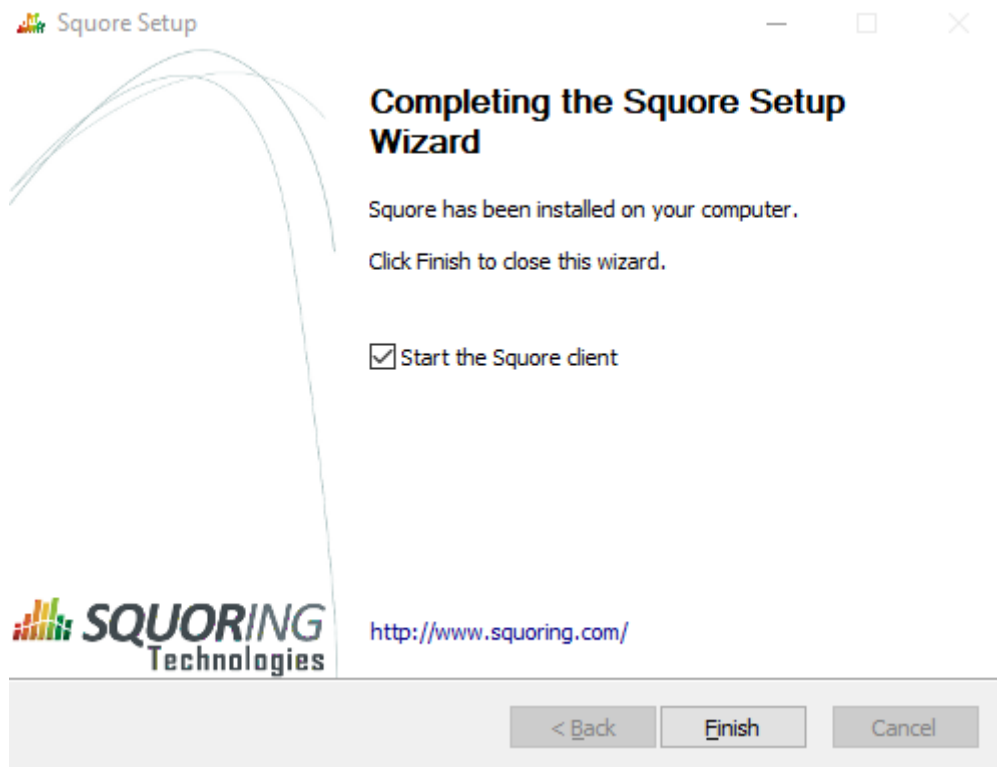 Squore Setup
Completing the Squore Setup
Wizard
Squore has been installed on your computer.
Click Finish to close this wizard.
Start the Squore client
SQUORING
Technologies
http://www.squoring.com/
< Back
Finish
Cancel